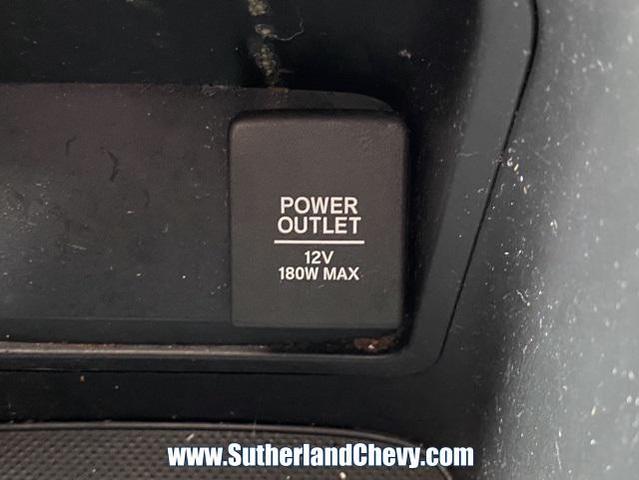 POWER
OUTLET
12V
180W MAX
www.SutherlandChevy.com